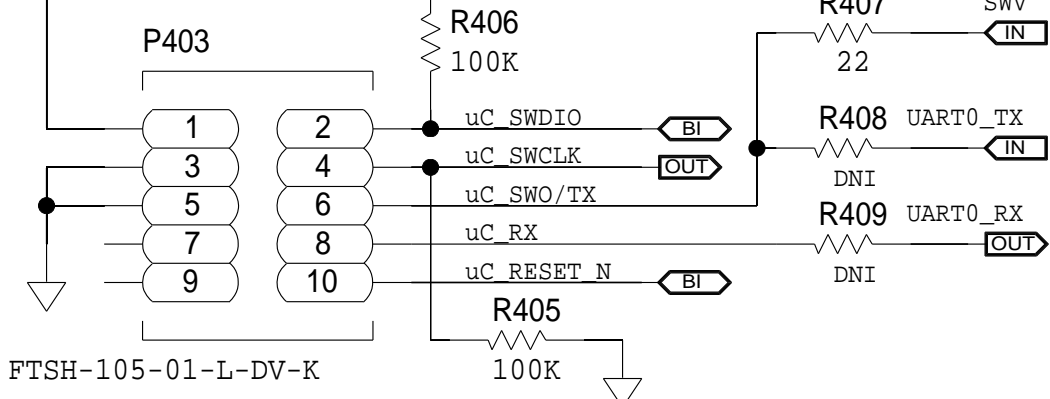 R407 SWV
R406
P403
IN
100K
22
1 2 uC_SWDIO BI
R408 UART0_TX
3 4 uC_SWCLK OUT
IN
DNI
5 6 uC_SWO/TX
R409 UART0_RX
7 8 uC_RX
OUT
9 10 uC_RESET_N BI
DNI
R405
FTSH-105-01-L-DV-K
100K